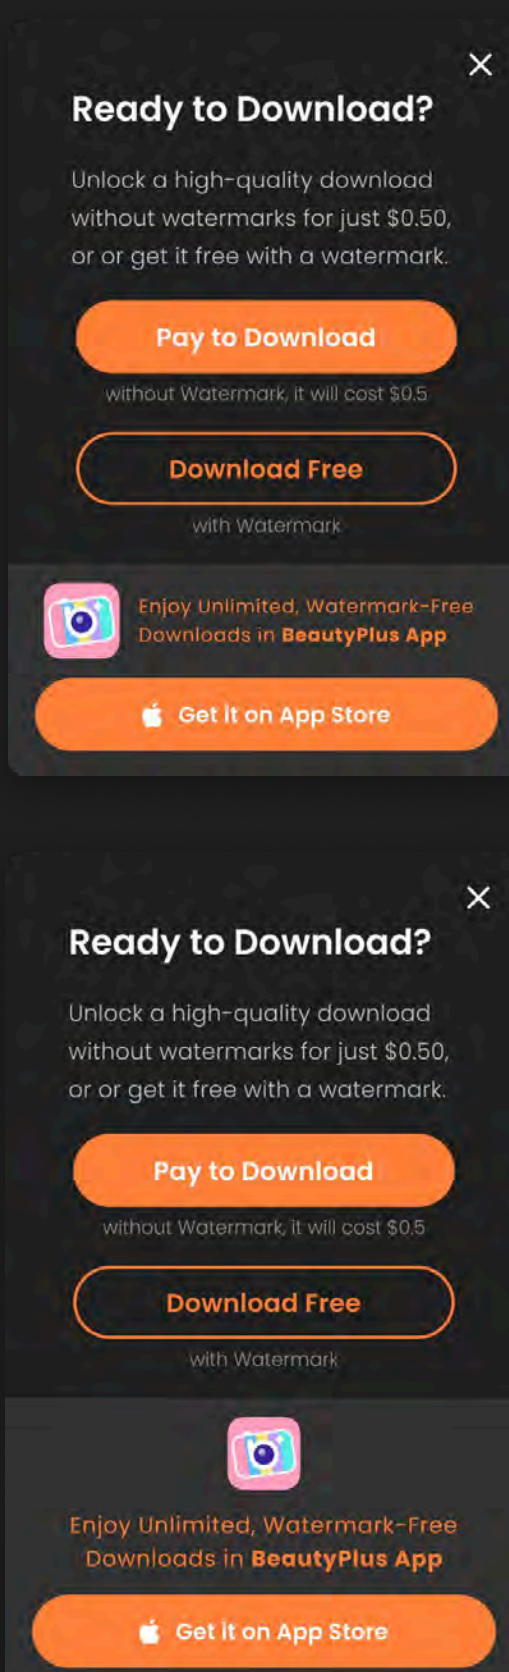 Ready to Download?
Unlock a high-quality download
without watermarks for just $0.50,
or or get it free with a watermark.
Pay to Download
without Watermark, it will cost $0.5
Download Free
with Watermark
Enjoy Unlimited, Watermark-Free
Downloads in BeautyPlus App
Get it on App Store
Ready to Download?
Unlock a high-quality download
without watermarks for just $0.50,
or or get it free with a watermark.
Pay to Download
without Watermark, it will cost $0.5
Download Free
with Watermark
Enjoy Unlimited, Watermark-Free
Downloads in BeautyPlus App
Get it on App Store